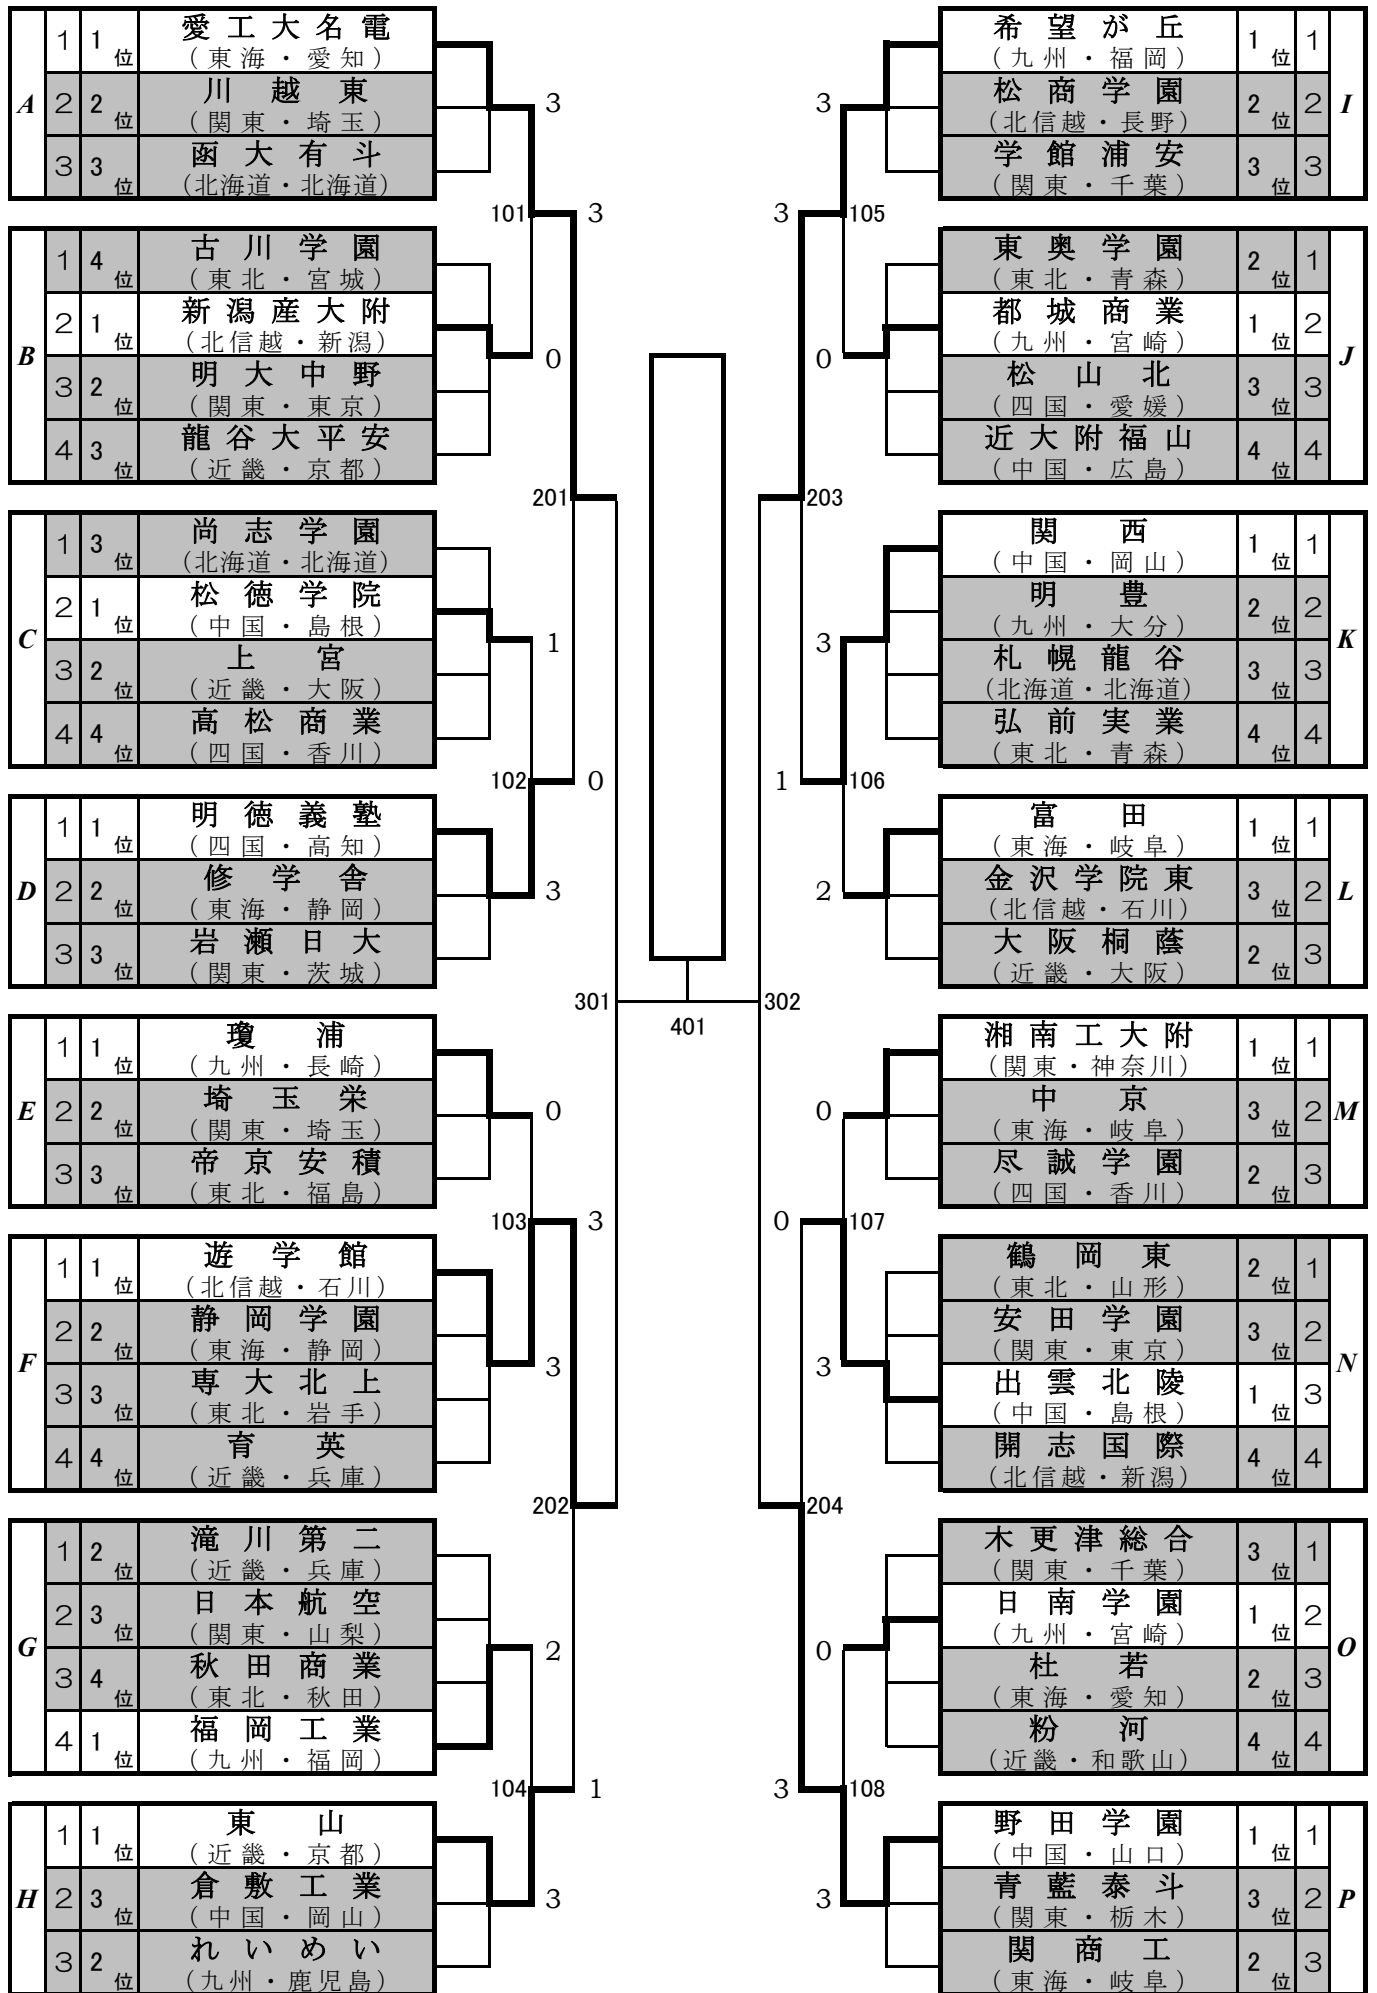 A
1 1位 愛工大名電
(東海・愛知)
2 2位 川越東
(関東・埼玉)
3 3位 函大有斗
(北海道・北海道)
B
1 4位 古川学園
(東北・宮城)
2 1位 新潟産大附
(北信越・新潟)
3 2位 明大中野
(関東・東京)
4 3位 龍谷大平安
(近畿・京都)
C
1 3位 尚志学園
(北海道・北海道)
2 1位 松徳学院
(中国・島根)
3 2位 上宮
(近畿・大阪)
4 4位 高松商業
(四国・香川)
D
1 1位 明徳義塾
(四国・高知)
2 2位 修学舎
(東海・静岡)
3 3位 岩瀬日大
(関東・茨城)
E
1 1位 瓊浦
(九州・長崎)
2 2位 埼玉栄
(関東・埼玉)
3 3位 帝京安積
(東北・福島)
F
1 1位 遊学館
(北信越・石川)
2 2位 静岡学園
(東海・静岡)
3 3位 専大北上
(東北・岩手)
4 4位 育英
(近畿・兵庫)
G
1 2位 滝川第二
(近畿・兵庫)
2 3位 日本航空
(関東・山梨)
3 4位 秋田商業
(東北・秋田)
4 1位 福岡工業
(九州・福岡)
H
1 1位 東山
(近畿・京都)
2 3位 倉敷工業
(中国・岡山)
3 2位 れいめい
(九州・鹿児島)
3
101 3
0
201
1
102 0
3
301
0
103 3
3
202
2
104 1
3
401
3
3 105
0
203
3
1 106
2
302
0
0 107
3
204
0
3 108
3
希望が丘 1位 1
(九州・福岡)
松商学園 2位 2
(北信越・長野)
学館浦安 3位 3
(関東・千葉)
I
東奥学園 2位 1
(東北・青森)
都城商業 1位 2
(九州・宮崎)
松山北 3位 3
(四国・愛媛)
近大附福山 4位 4
(中国・広島)
J
関西 1位 1
(中国・岡山)
明豊 2位 2
(九州・大分)
札幌龍谷 3位 3
(北海道・北海道)
弘前実業 4位 4
(東北・青森)
K
富田 1位 1
(東海・岐阜)
金沢学院東 3位 2
(北信越・石川)
大阪桐蔭 2位 3
(近畿・大阪)
L
湘南工大附 1位 1
(関東・神奈川)
中京 3位 2
(東海・岐阜)
尽誠学園 2位 3
(四国・香川)
M
鶴岡東 2位 1
(東北・山形)
安田学園 3位 2
(関東・東京)
出雲北陵 1位 3
(中国・島根)
開志国際 4位 4
(北信越・新潟)
N
木更津総合 3位 1
(関東・千葉)
日南学園 1位 2
(九州・宮崎)
杜若 2位 3
(東海・愛知)
粉河 4位 4
(近畿・和歌山)
O
野田学園 1位 1
(中国・山口)
青藍泰斗 3位 2
(関東・栃木)
関商工 2位 3
(東海・岐阜)
P